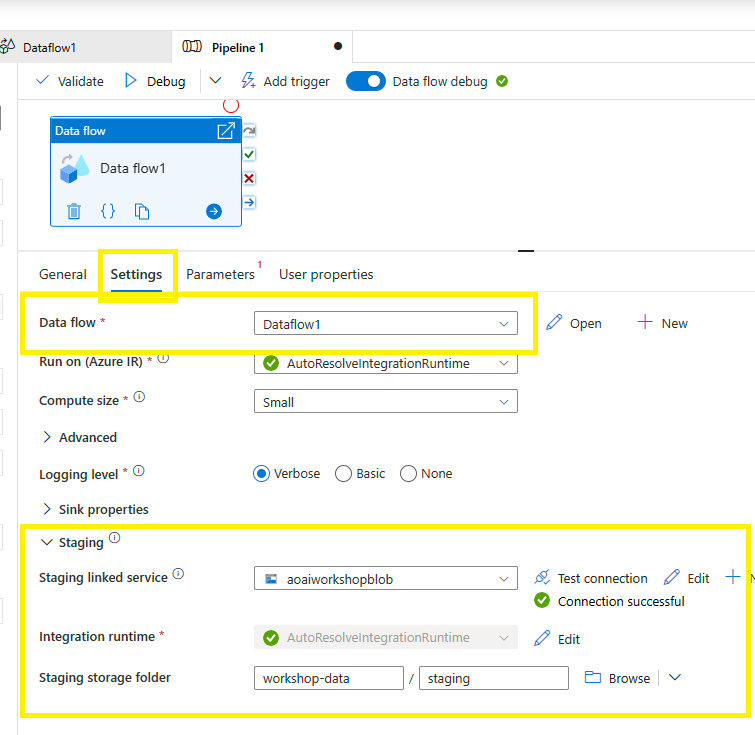 Dataflow1
Pipeline 1
Validate Debug Add trigger Data flow debug
Data flow
Data flow1
General Settings Parameters 1 User properties
Data flow * Dataflow1 Open New
Run on (Azure IR) * AutoResolveIntegrationRuntime
Compute size * Small
Advanced
Logging level * Verbose Basic None
Sink properties
Staging
Staging linked service aoaiworkshopblob Test connection Edit
Connection successful
Integration runtime * AutoResolveIntegrationRuntime Edit
Staging storage folder workshop-data / staging Browse